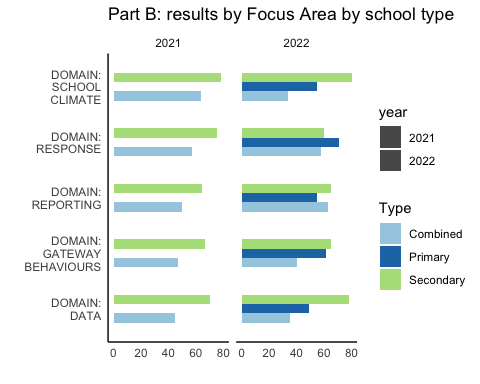 Part B: results by Focus Area by school type
2021
2022
DOMAIN:
SCHOOL
CLIMATE
DOMAIN:
RESPONSE
DOMAIN:
REPORTING
DOMAIN:
GATEWAY
BEHAVIOURS
DOMAIN:
DATA
0 20 40 60 80
0 20 40 60 80
year
2021
2022
Type
Combined
Primary
Secondary